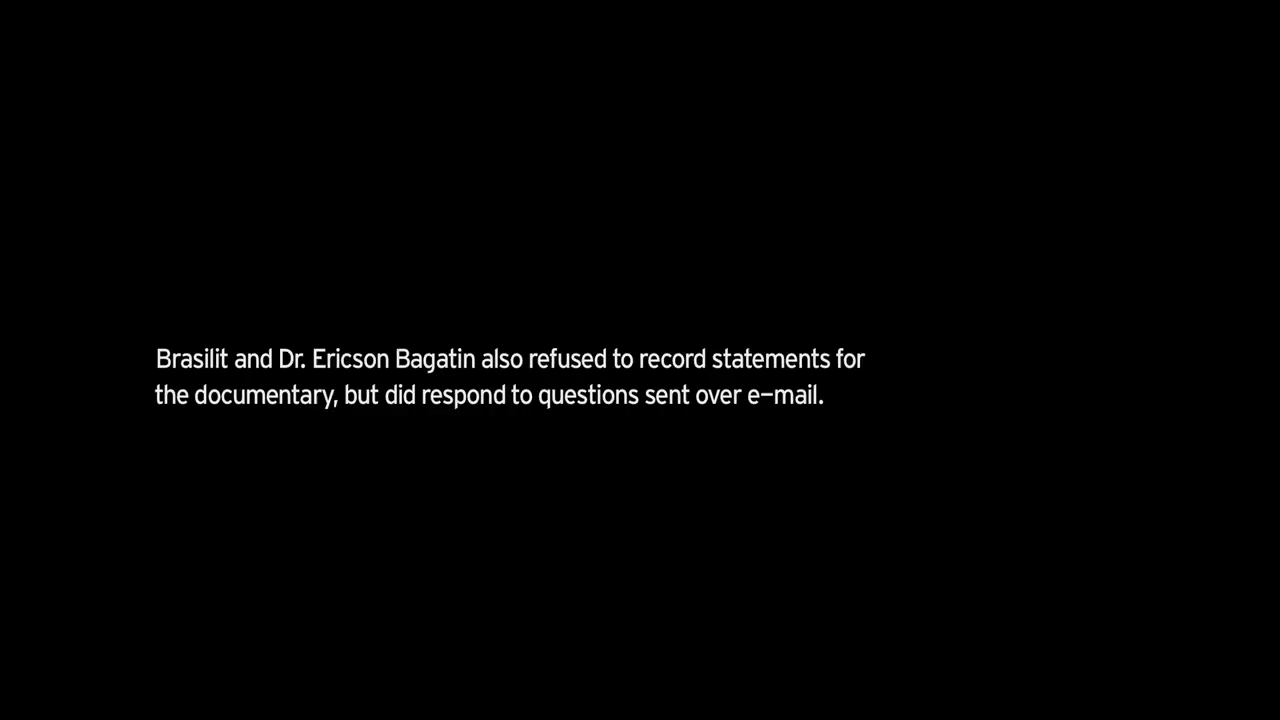 Brasilit and Dr. Ericson Bagatin also refused to record statements for
the documentary, but did respond to questions sent over e-mail.